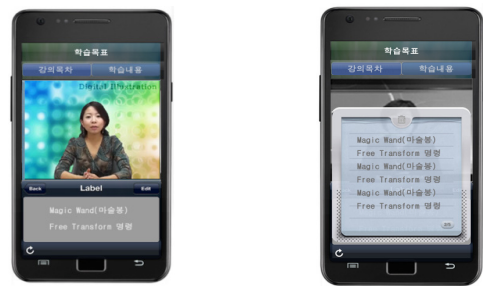 학습목표
강의목차 학습내용
Digital Illustration
Back Label Edit
Magic Wand(마술봉)
Free Transform 명령
학습목표
강의목차 학습내용
Magic Wand(마술봉)
Free Transform 명령
Magic Wand(마술봉)
Free Transform 명령
Magic Wand(마술봉)
Free Transform 명령